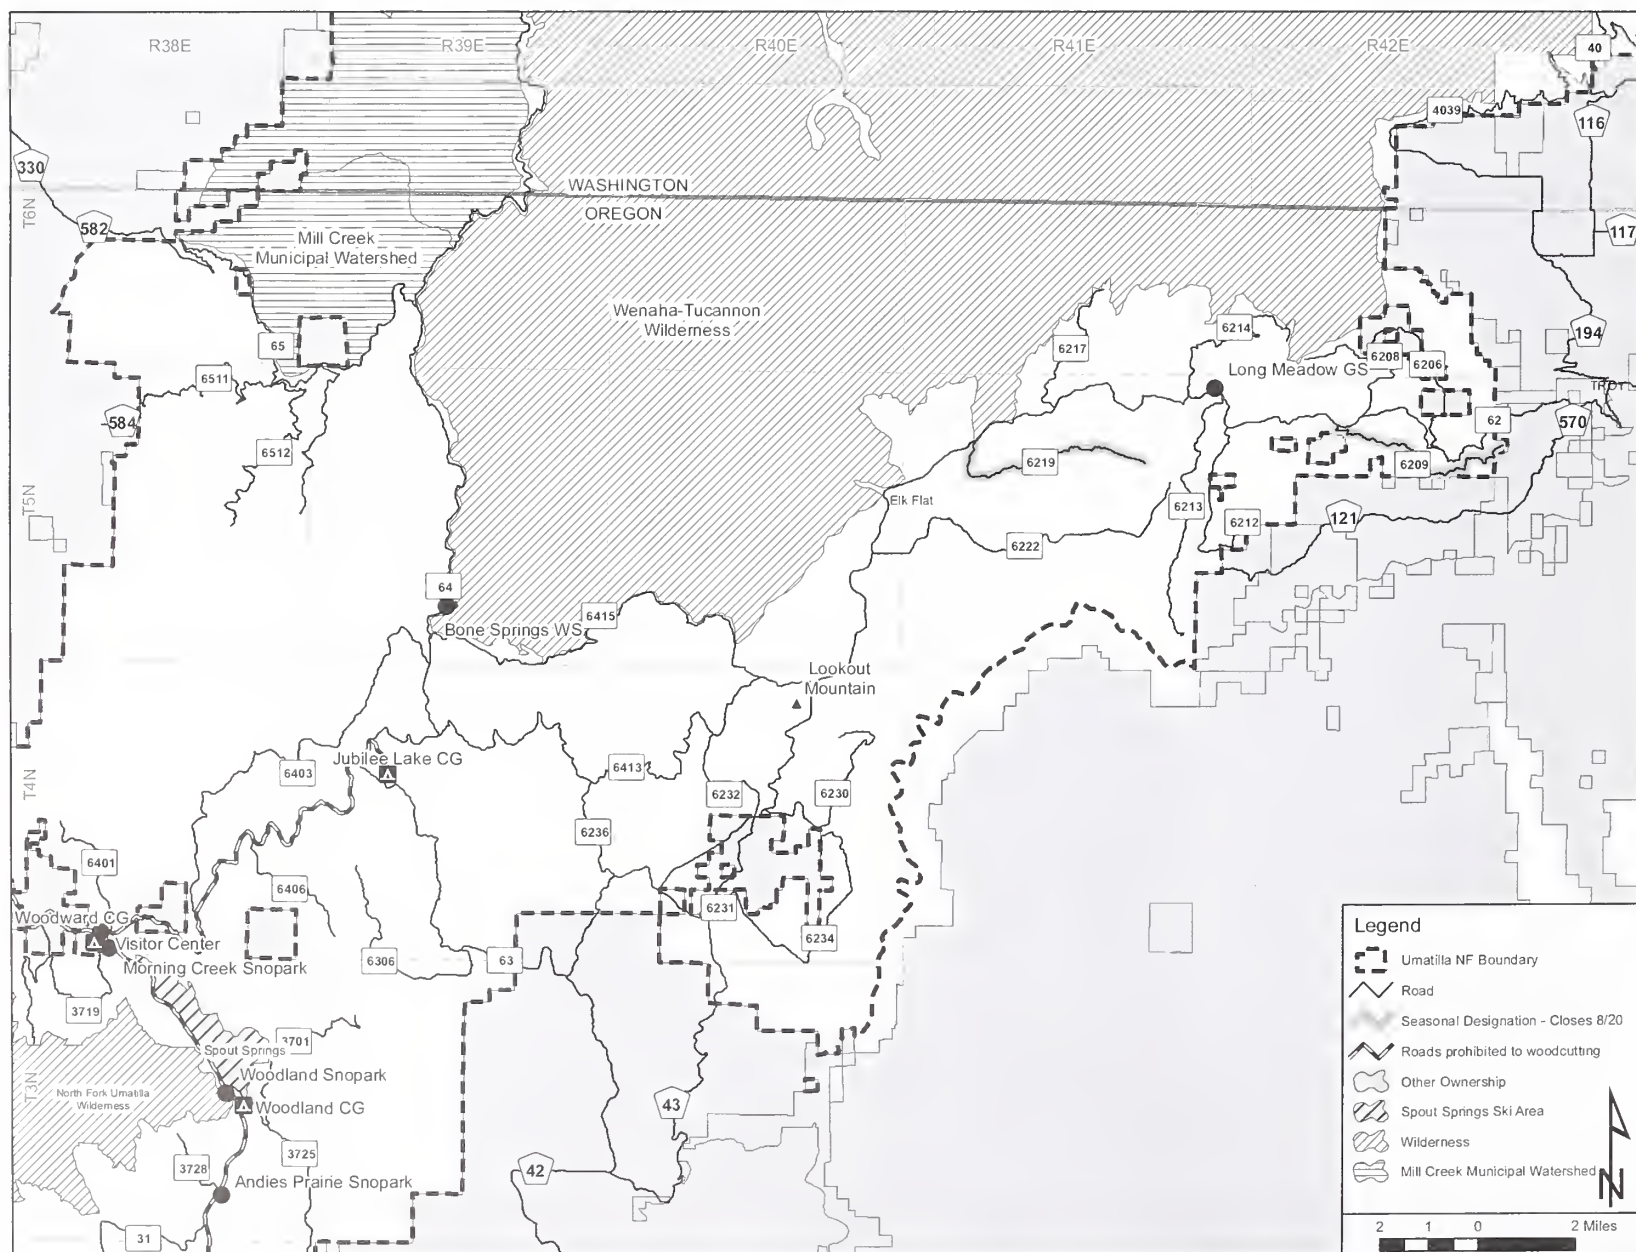 R38E
R39E
R40E
R41E
R42E
40
4039
116
330
WASHINGTON
T6N
OREGON
582
117
Mill Creek
Municipal Watershed
Wenaha-Tucannon
Wilderness
6214
194
65
6217
6208
6206
Long Meadow GS
6511
584
62
570
6512
6219
6209
T5N
Elk Flat
6213
6212
121
6222
64
6415
Bone Springs WS
Lookout
Mountain
Jubilee Lake CG
6403
6413
T4N
6232
6230
6236
6401
6406
Woodward CG
6231
Visitor Center
6234
Morning Creek Snopark
6306
63
3719
3701
Spout Springs
Woodland Snopark
T3N
North Fork Umatilla
Wilderness
Woodland CG
43
3725
3728
42
Andies Prairie Snopark
31
Legend
Umatilla NF Boundary
Road
Seasonal Designation - Closes 8/20
Roads prohibited to woodcutting
Other Ownership
Spout Springs Ski Area
Wilderness
Mill Creek Municipal Watershed
N
2 1 0 2 Miles